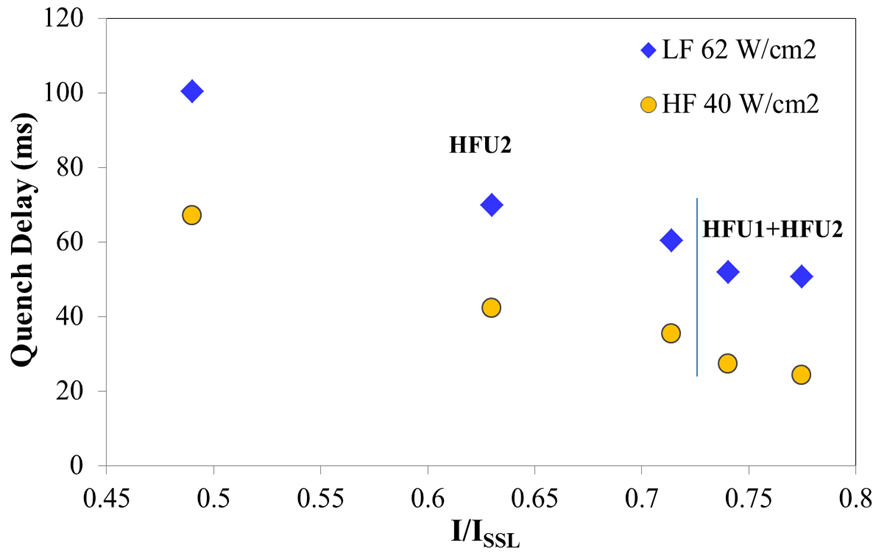 120
100
80
60
40
20
0
Quench Delay (ms)
LF 62 W/cm2
HF 40 W/cm2
HFU2
HFU1+HFU2
0.45 0.5 0.55 0.6 0.65 0.7 0.75 0.8
I/ISSL